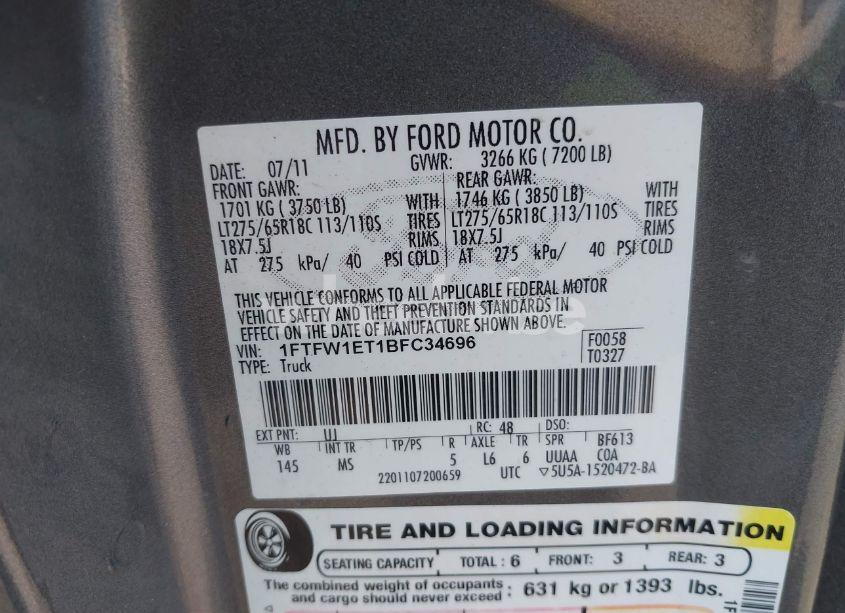 MFD. BY FORD MOTOR CO.
DATE: 07/11 GVWR: 3266 KG ( 7200 LB)
FRONT GAWR: REAR GAWR:
1701 KG ( 3750 LB) WITH 1746 KG ( 3850 LB) WITH
LT275/65R18C 113/110S TIRES LT275/65R18C 113/110S TIRES
18X7.5J RIMS 18X7.5J RIMS
AT 275 kPa/ 40 PSI COLD AT 275 kPa/ 40 PSI COLD
THIS VEHICLE CONFORMS TO ALL APPLICABLE FEDERAL MOTOR
VEHICLE SAFETY AND THEFT PREVENTION STANDARDS IN
EFFECT ON THE DATE OF MANUFACTURE SHOWN ABOVE.
VIN: 1FTFW1ET1BFC34696 F0058
TYPE: Truck T0327
EXT PNT: UJ RC: 48 DSO:
WB INT TR TP/PS R AXLE TR SPR BF613
145 MS 5 L6 6 UUAA COA
2201107200659 UTC ▽5U5A-1520472-BA
TIRE AND LOADING INFORMATION
SEATING CAPACITY TOTAL : 6 FRONT: 3 REAR: 3
The combined weight of occupants and cargo should never exceed : 631 kg or 1393 lbs.